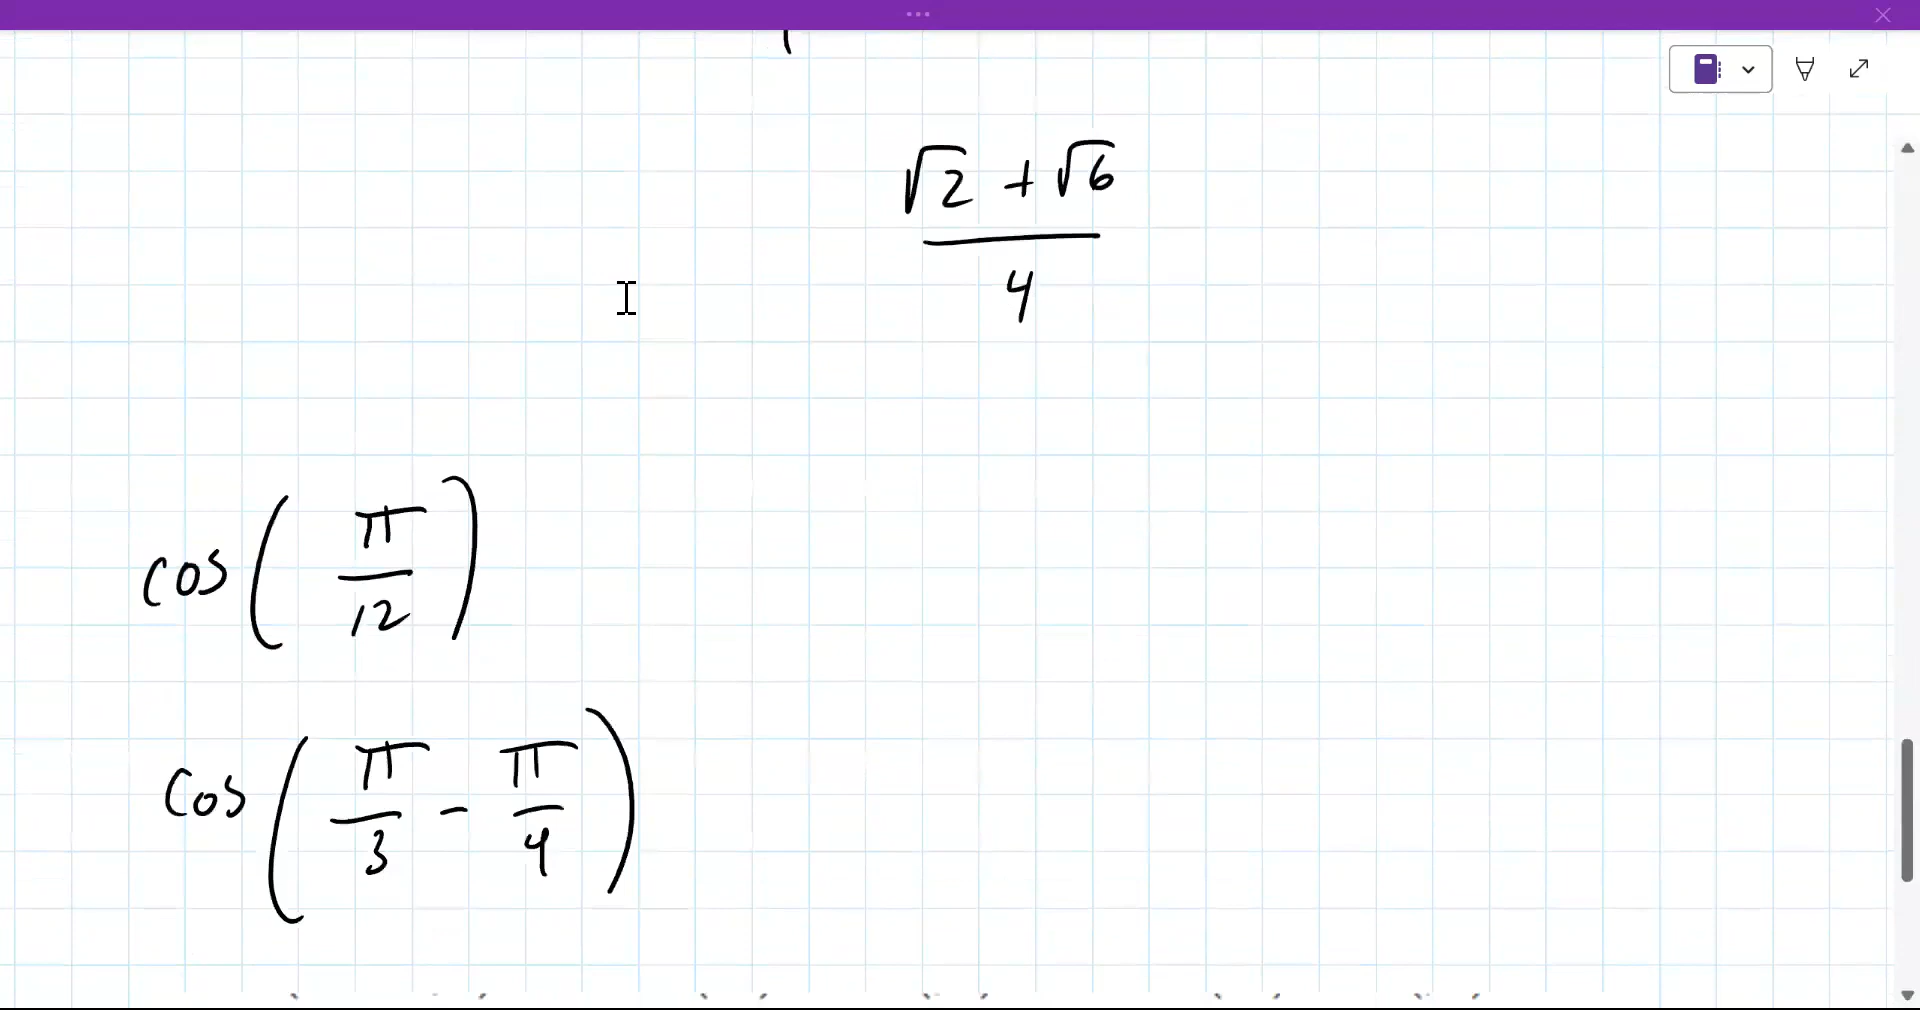 √2 + √6
4
cos( π/12 )
cos( π/3 - π/4 )